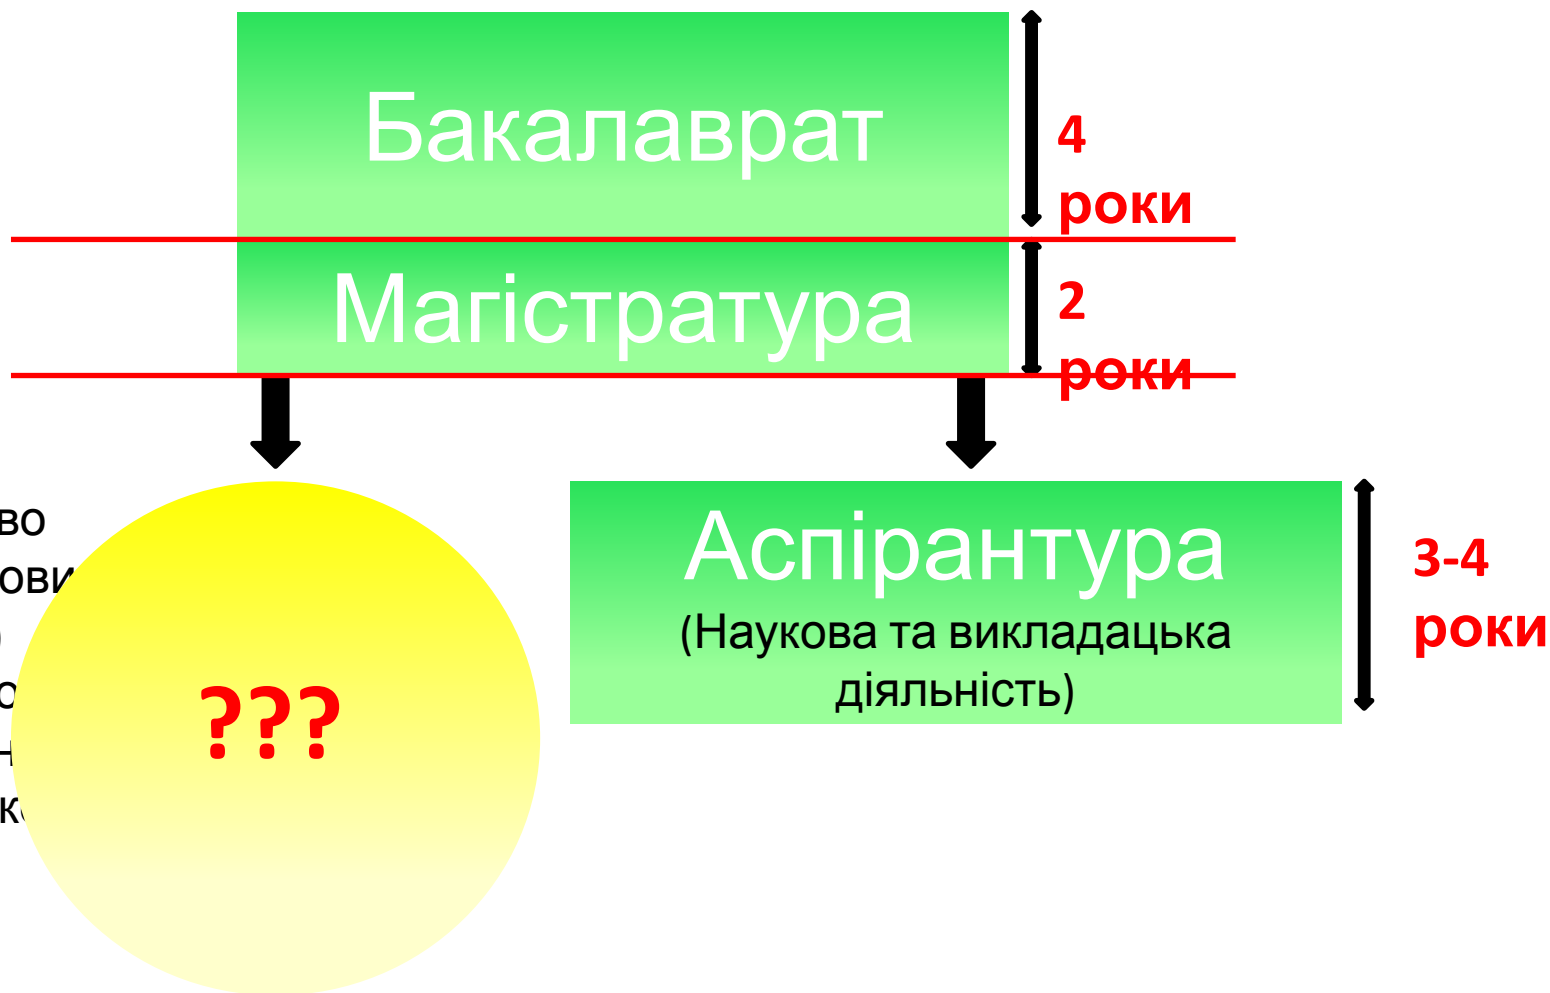 Бакалаврат
4
роки
Магістратура
2
роки
???
Аспірантура
(Наукова та викладацька
діяльність)
3-4
роки